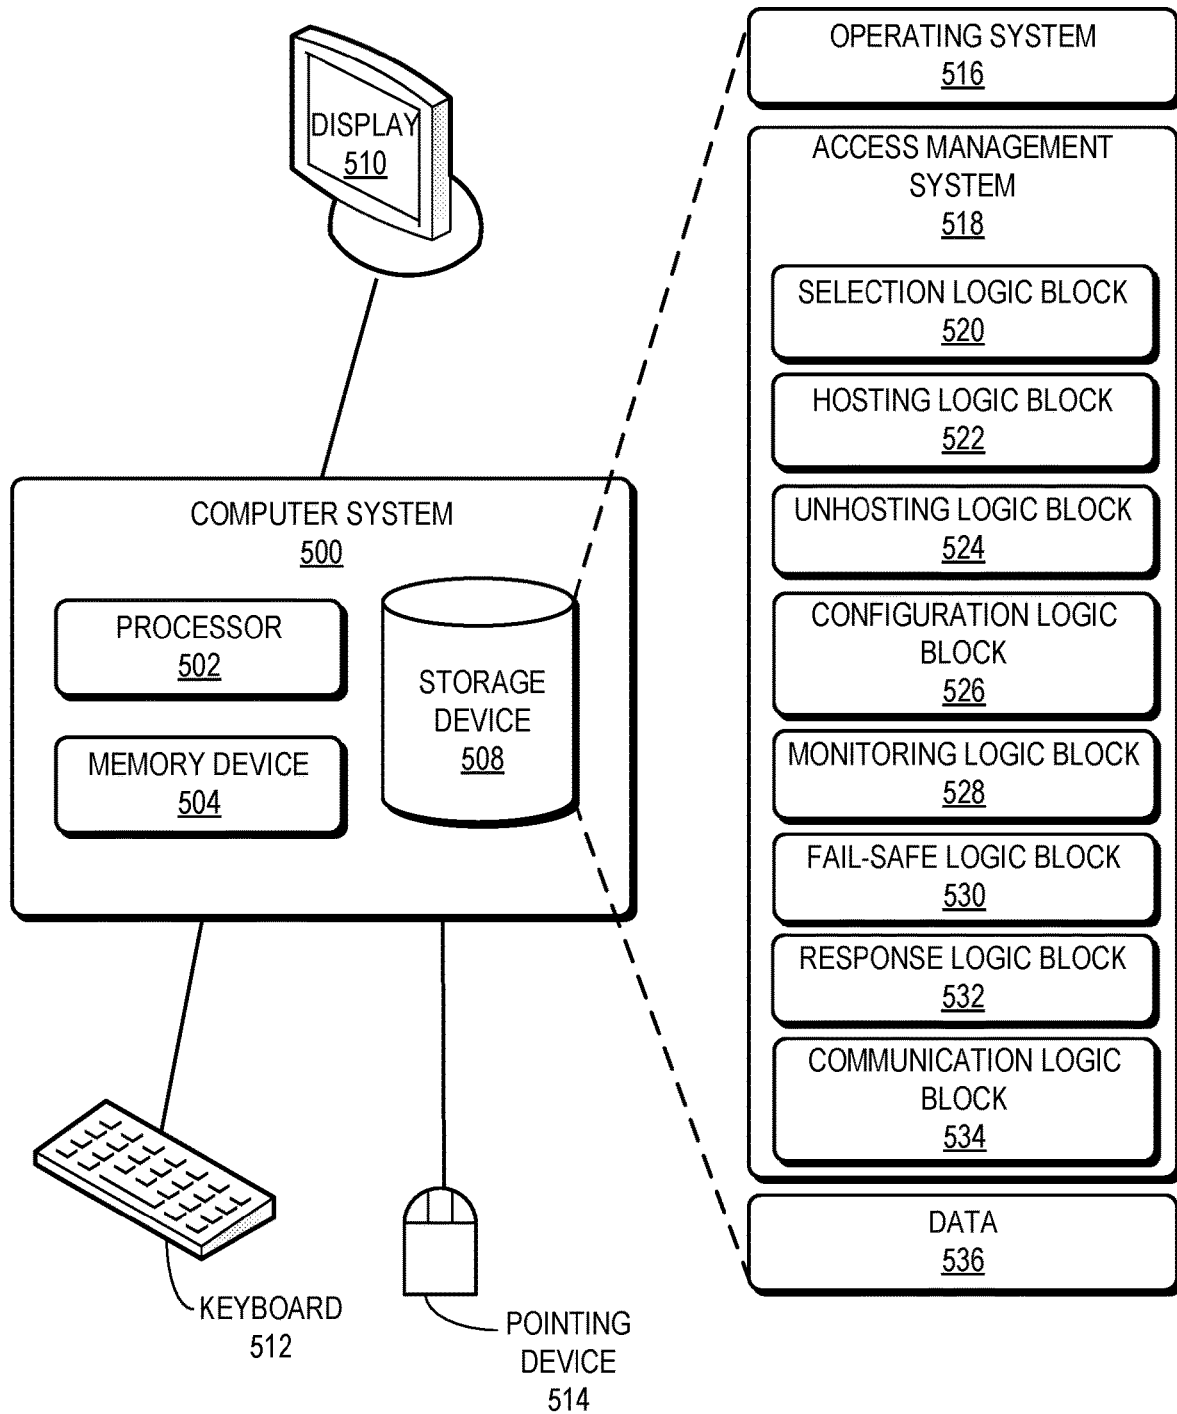 DISPLAY
510
COMPUTER SYSTEM
500
PROCESSOR
502
MEMORY DEVICE
504
STORAGE
DEVICE
508
KEYBOARD
512
POINTING
DEVICE
514
OPERATING SYSTEM
516
ACCESS MANAGEMENT
SYSTEM
518
SELECTION LOGIC BLOCK
520
HOSTING LOGIC BLOCK
522
UNHOSTING LOGIC BLOCK
524
CONFIGURATION LOGIC
BLOCK
526
MONITORING LOGIC BLOCK
528
FAIL-SAFE LOGIC BLOCK
530
RESPONSE LOGIC BLOCK
532
COMMUNICATION LOGIC
BLOCK
534
DATA
536